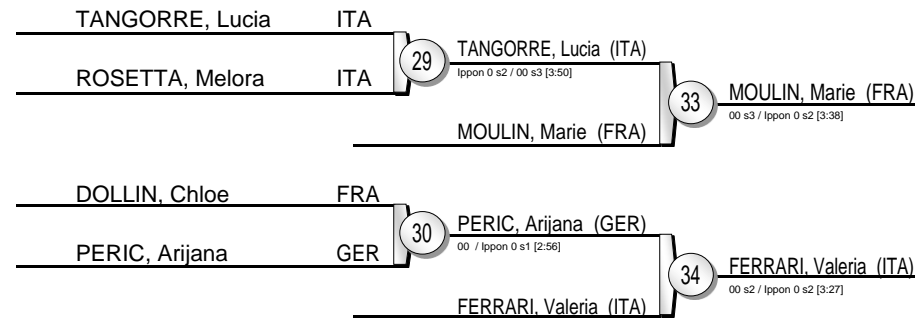 TANGORRE, Lucia ITA
ROSETTA, Melora ITA
29
TANGORRE, Lucia (ITA)
Ippon 0 s2 / 00 s3 [3:50]
MOULIN, Marie (FRA)
33
MOULIN, Marie (FRA)
00 s3 / Ippon 0 s2 [3:38]
DOLLIN, Chloe FRA
PERIC, Arijana GER
30
PERIC, Arijana (GER)
00 / Ippon 0 s1 [2:56]
FERRARI, Valeria (ITA)
34
FERRARI, Valeria (ITA)
00 s2 / Ippon 0 s2 [3:27]